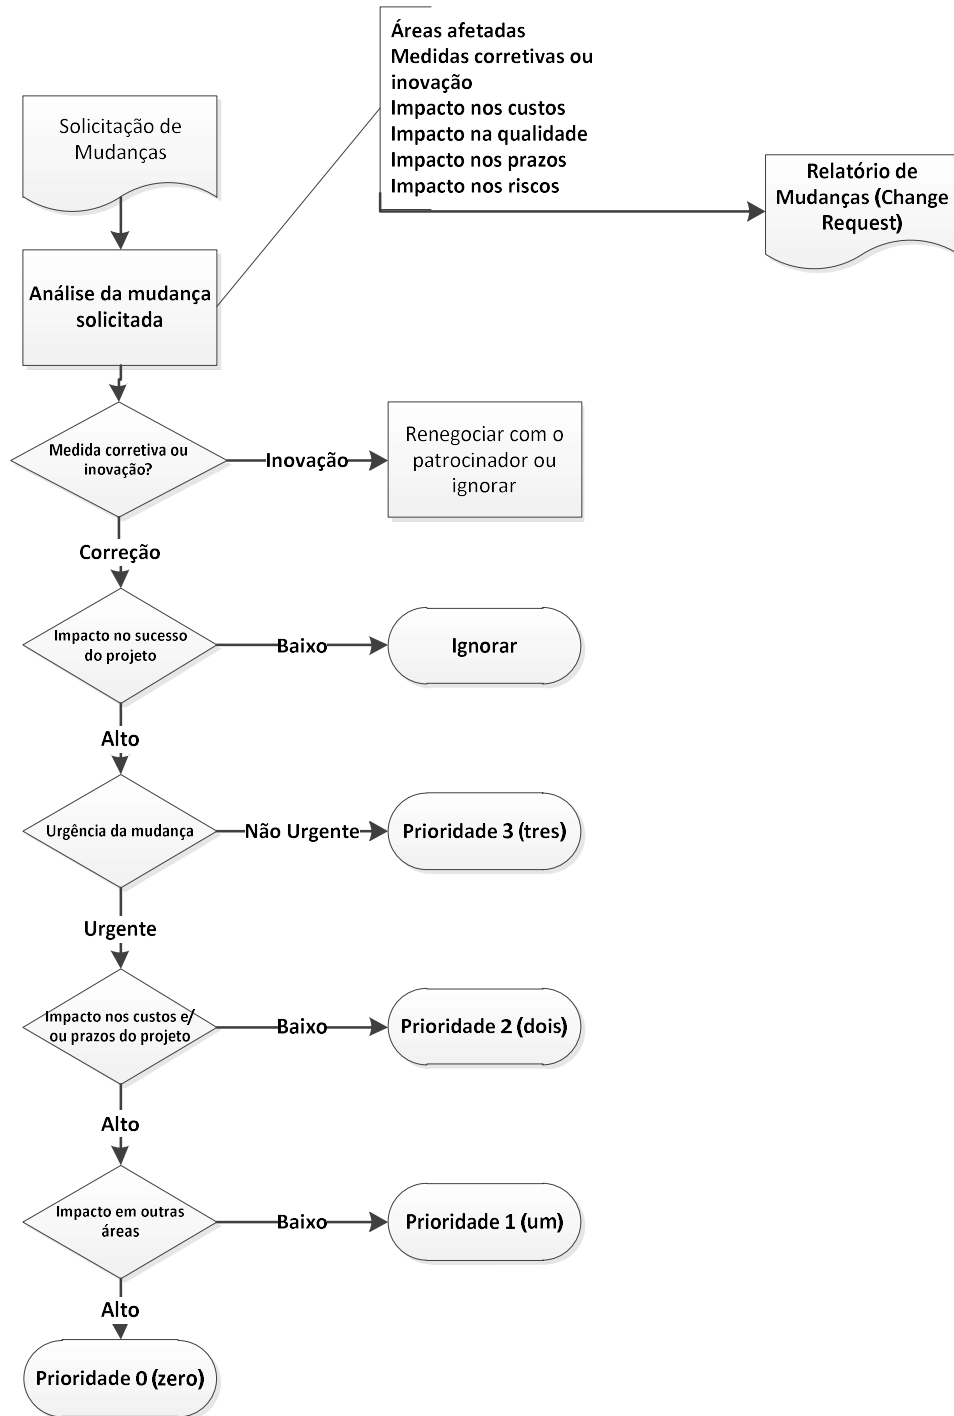 Áreas afetadas
Medidas corretivas ou
inovação
Impacto nos custos
Impacto na qualidade
Impacto nos prazos
Impacto nos riscos
Solicitação de
Mudanças
Relatório de
Mudanças (Change
Request)
Análise da mudança
solicitada
Medida corretiva ou
inovação?
Inovação
Renegociar com o
patrocinador ou
ignorar
Correção
Impacto no sucesso
do projeto
Baixo
Ignorar
Alto
Urgência da mudança
Não Urgente
Prioridade 3 (tres)
Urgente
Impacto nos custos e/
ou prazos do projeto
Baixo
Prioridade 2 (dois)
Alto
Impacto em outras
áreas
Baixo
Prioridade 1 (um)
Alto
Prioridade 0 (zero)